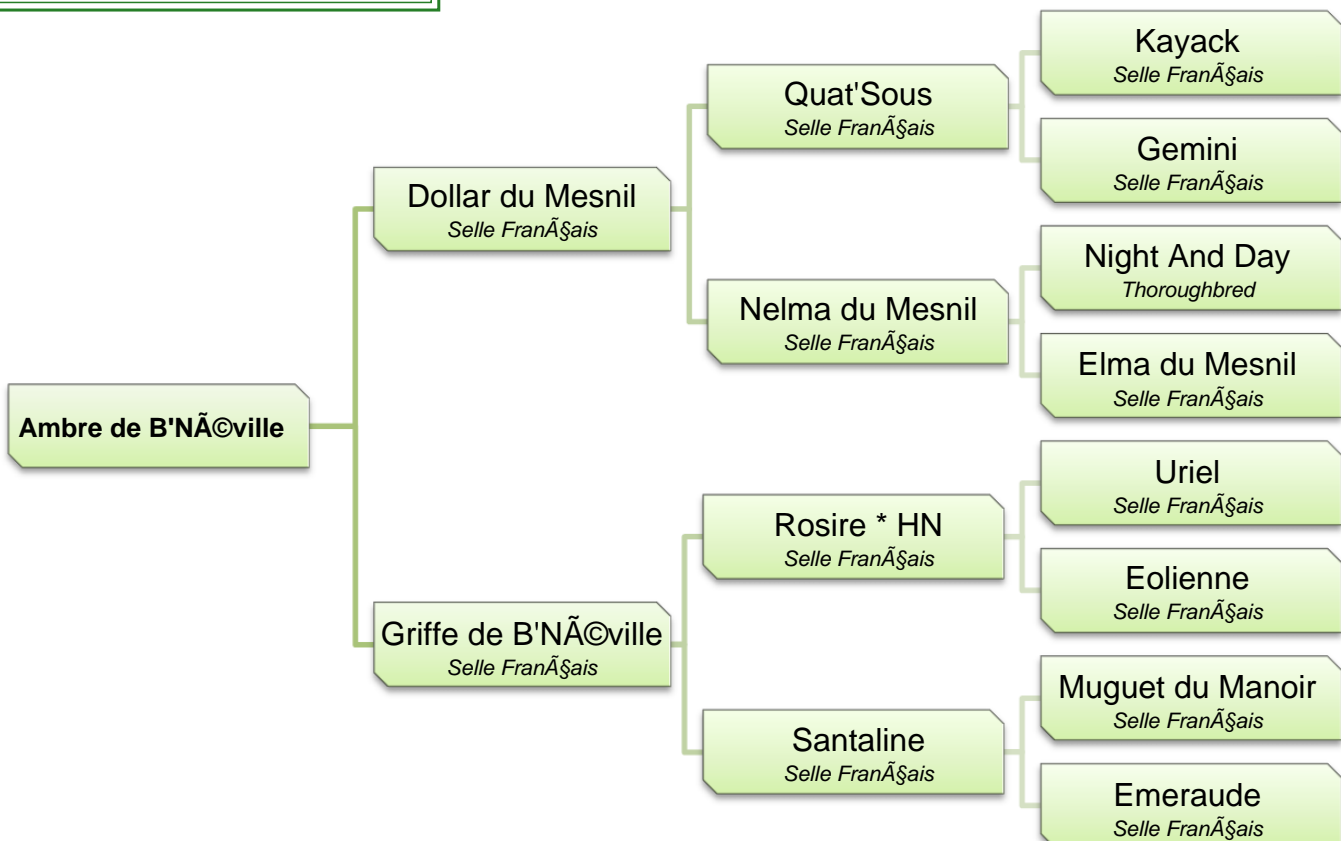 Kayack
Selle FranÃ§ais
Quat'Sous
Selle FranÃ§ais
Gemini
Selle FranÃ§ais
Dollar du Mesnil
Selle FranÃ§ais
Night And Day
Thoroughbred
Nelma du Mesnil
Selle FranÃ§ais
Elma du Mesnil
Selle FranÃ§ais
Ambre de B'NÃ©ville
Uriel
Selle FranÃ§ais
Rosire * HN
Selle FranÃ§ais
Eolienne
Selle FranÃ§ais
Griffe de B'NÃ©ville
Selle FranÃ§ais
Muguet du Manoir
Selle FranÃ§ais
Santaline
Selle FranÃ§ais
Emeraude
Selle FranÃ§ais